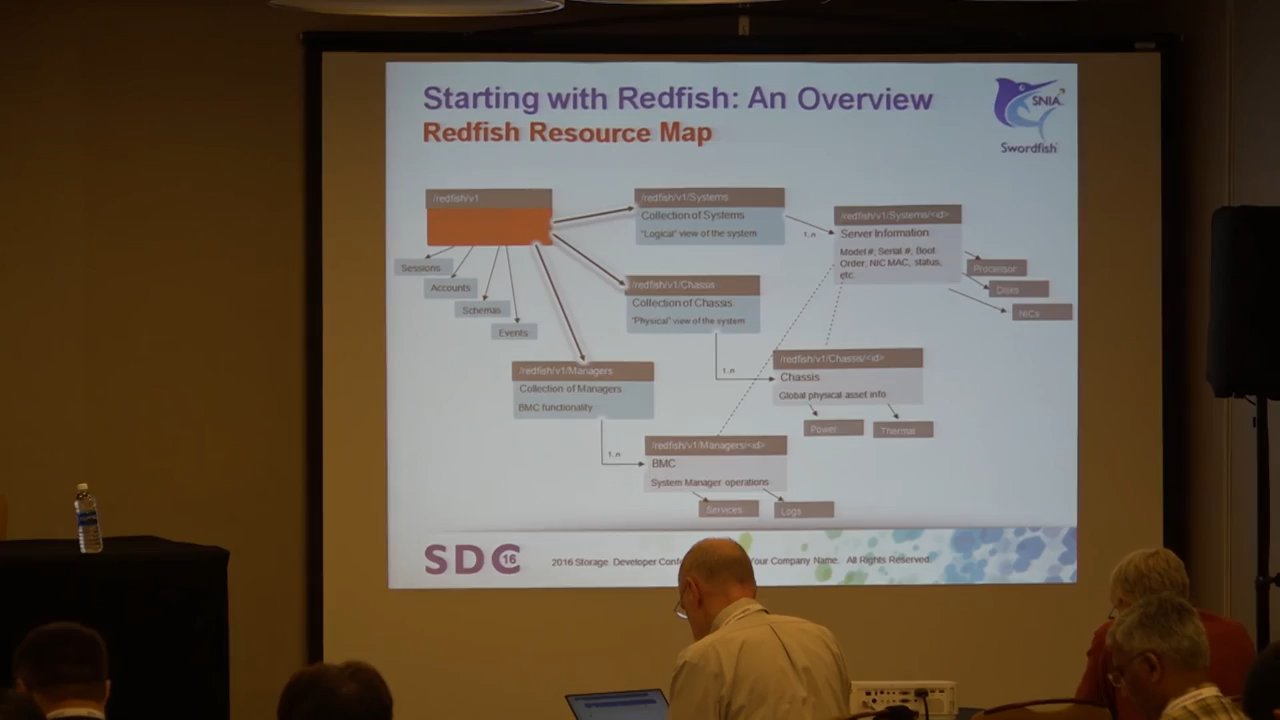 Starting with Redfish: An Overview
Redfish Resource Map
SNIA
Swordfish
/redfish/v1
Sessions
Accounts
Schemas
Events
/redfish/v1/Systems
Collection of Systems
"Logical" view of the system
1..n
/redfish/v1/Systems/<id>
Server Information
Model #, Serial #, Boot
Order, NIC MAC, status,
etc.
Processor
Disks
NICs
/redfish/v1/Chassis
Collection of Chassis
"Physical" view of the system
1..n
/redfish/v1/Chassis/<id>
Chassis
Global physical asset info
Power
Thermal
/redfish/v1/Managers
Collection of Managers
BMC functionality
1..n
/redfish/v1/Managers<id>
BMC
System Manager operations
Services
Logs
SDC 16
2016 Storage Developer Your Company Name. All Rights Reserved.